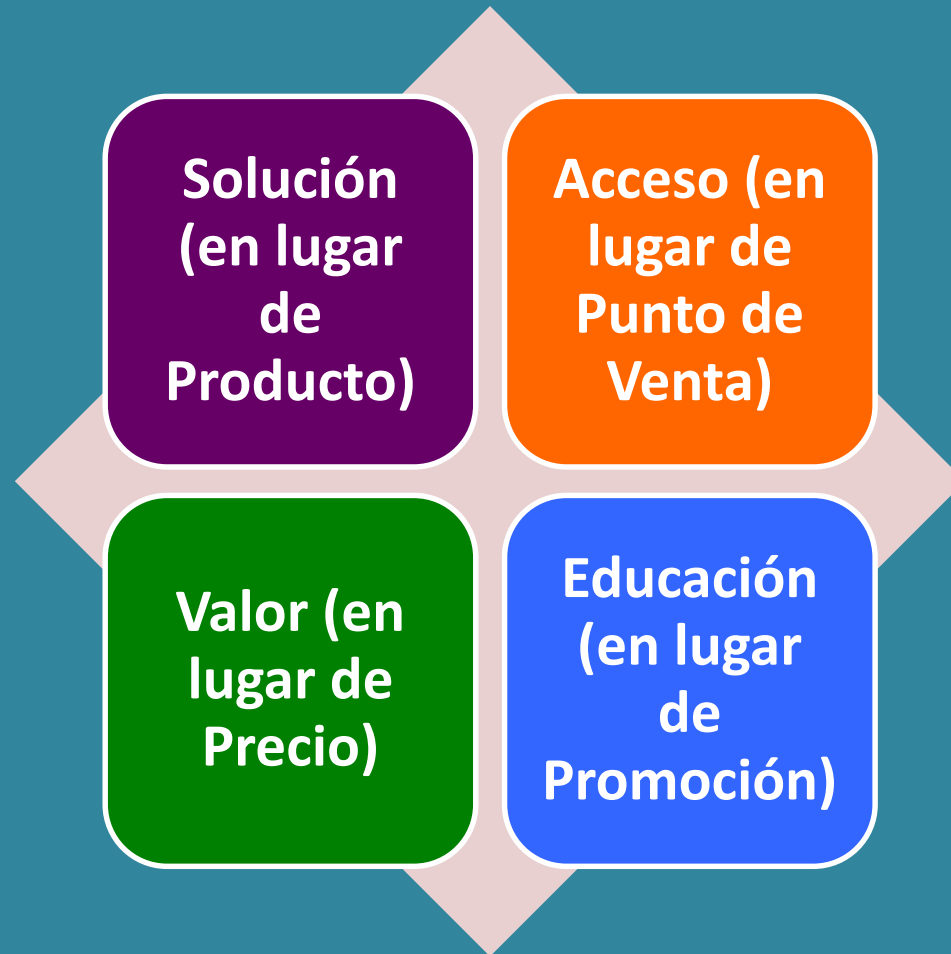 Solución
(en lugar
de
Producto)
Acceso (en
lugar de
Punto de
Venta)
Valor (en
lugar de
Precio)
Educación
(en lugar
de
Promoción)